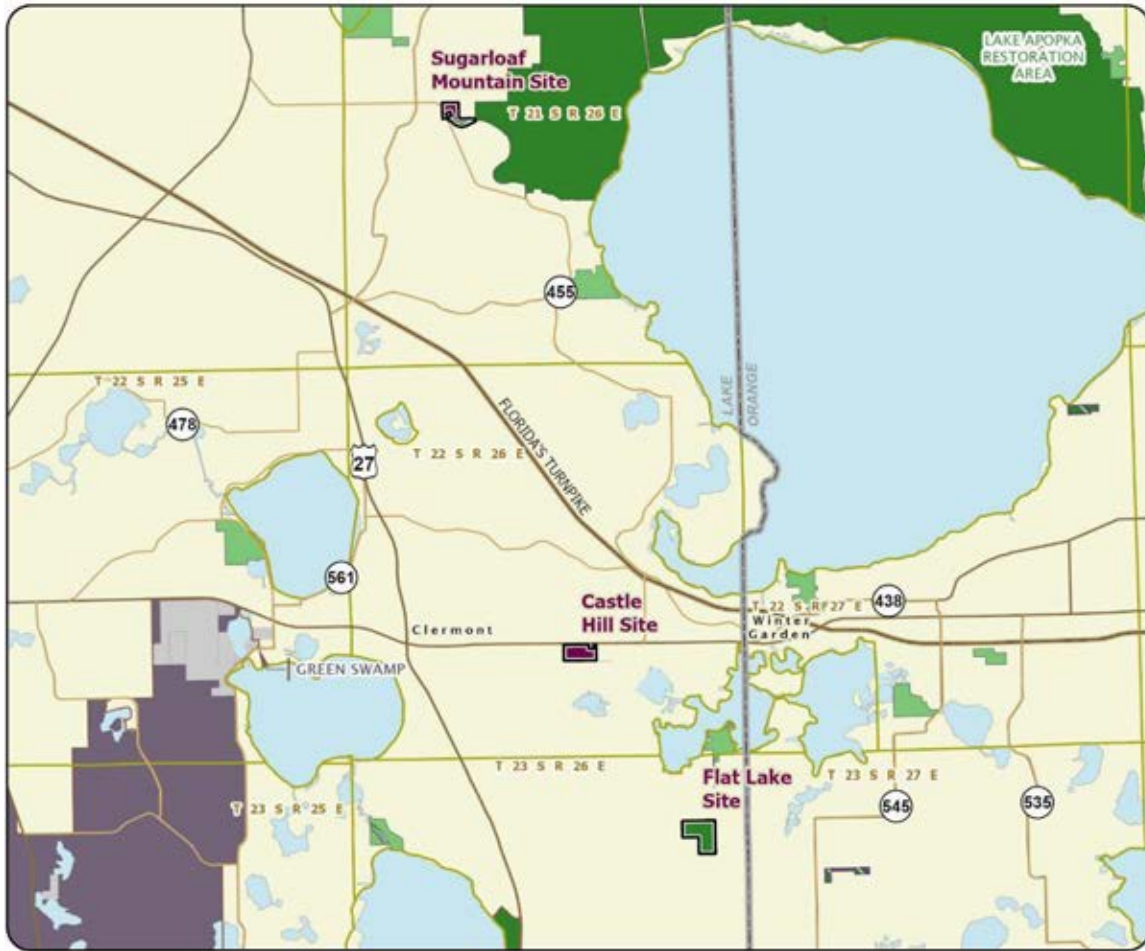 LAKE APOPKA
RESTORATION
AREA
Sugarloaf
Mountain Site
T 21 S R 26 E
455
T 22 S R 25 E
LAKE
ORANGE
478
FLORIDA'S TURNPIKE
T 22 S R 26 E
27
561
Castle
Hill Site
T 22 S R 27 E
438
Clermont
Winter
Garden
GREEN SWAMP
T 23 S R 26 E
Flat Lake
Site
T 23 S R 27 E
T 23 S R 25 E
545
535